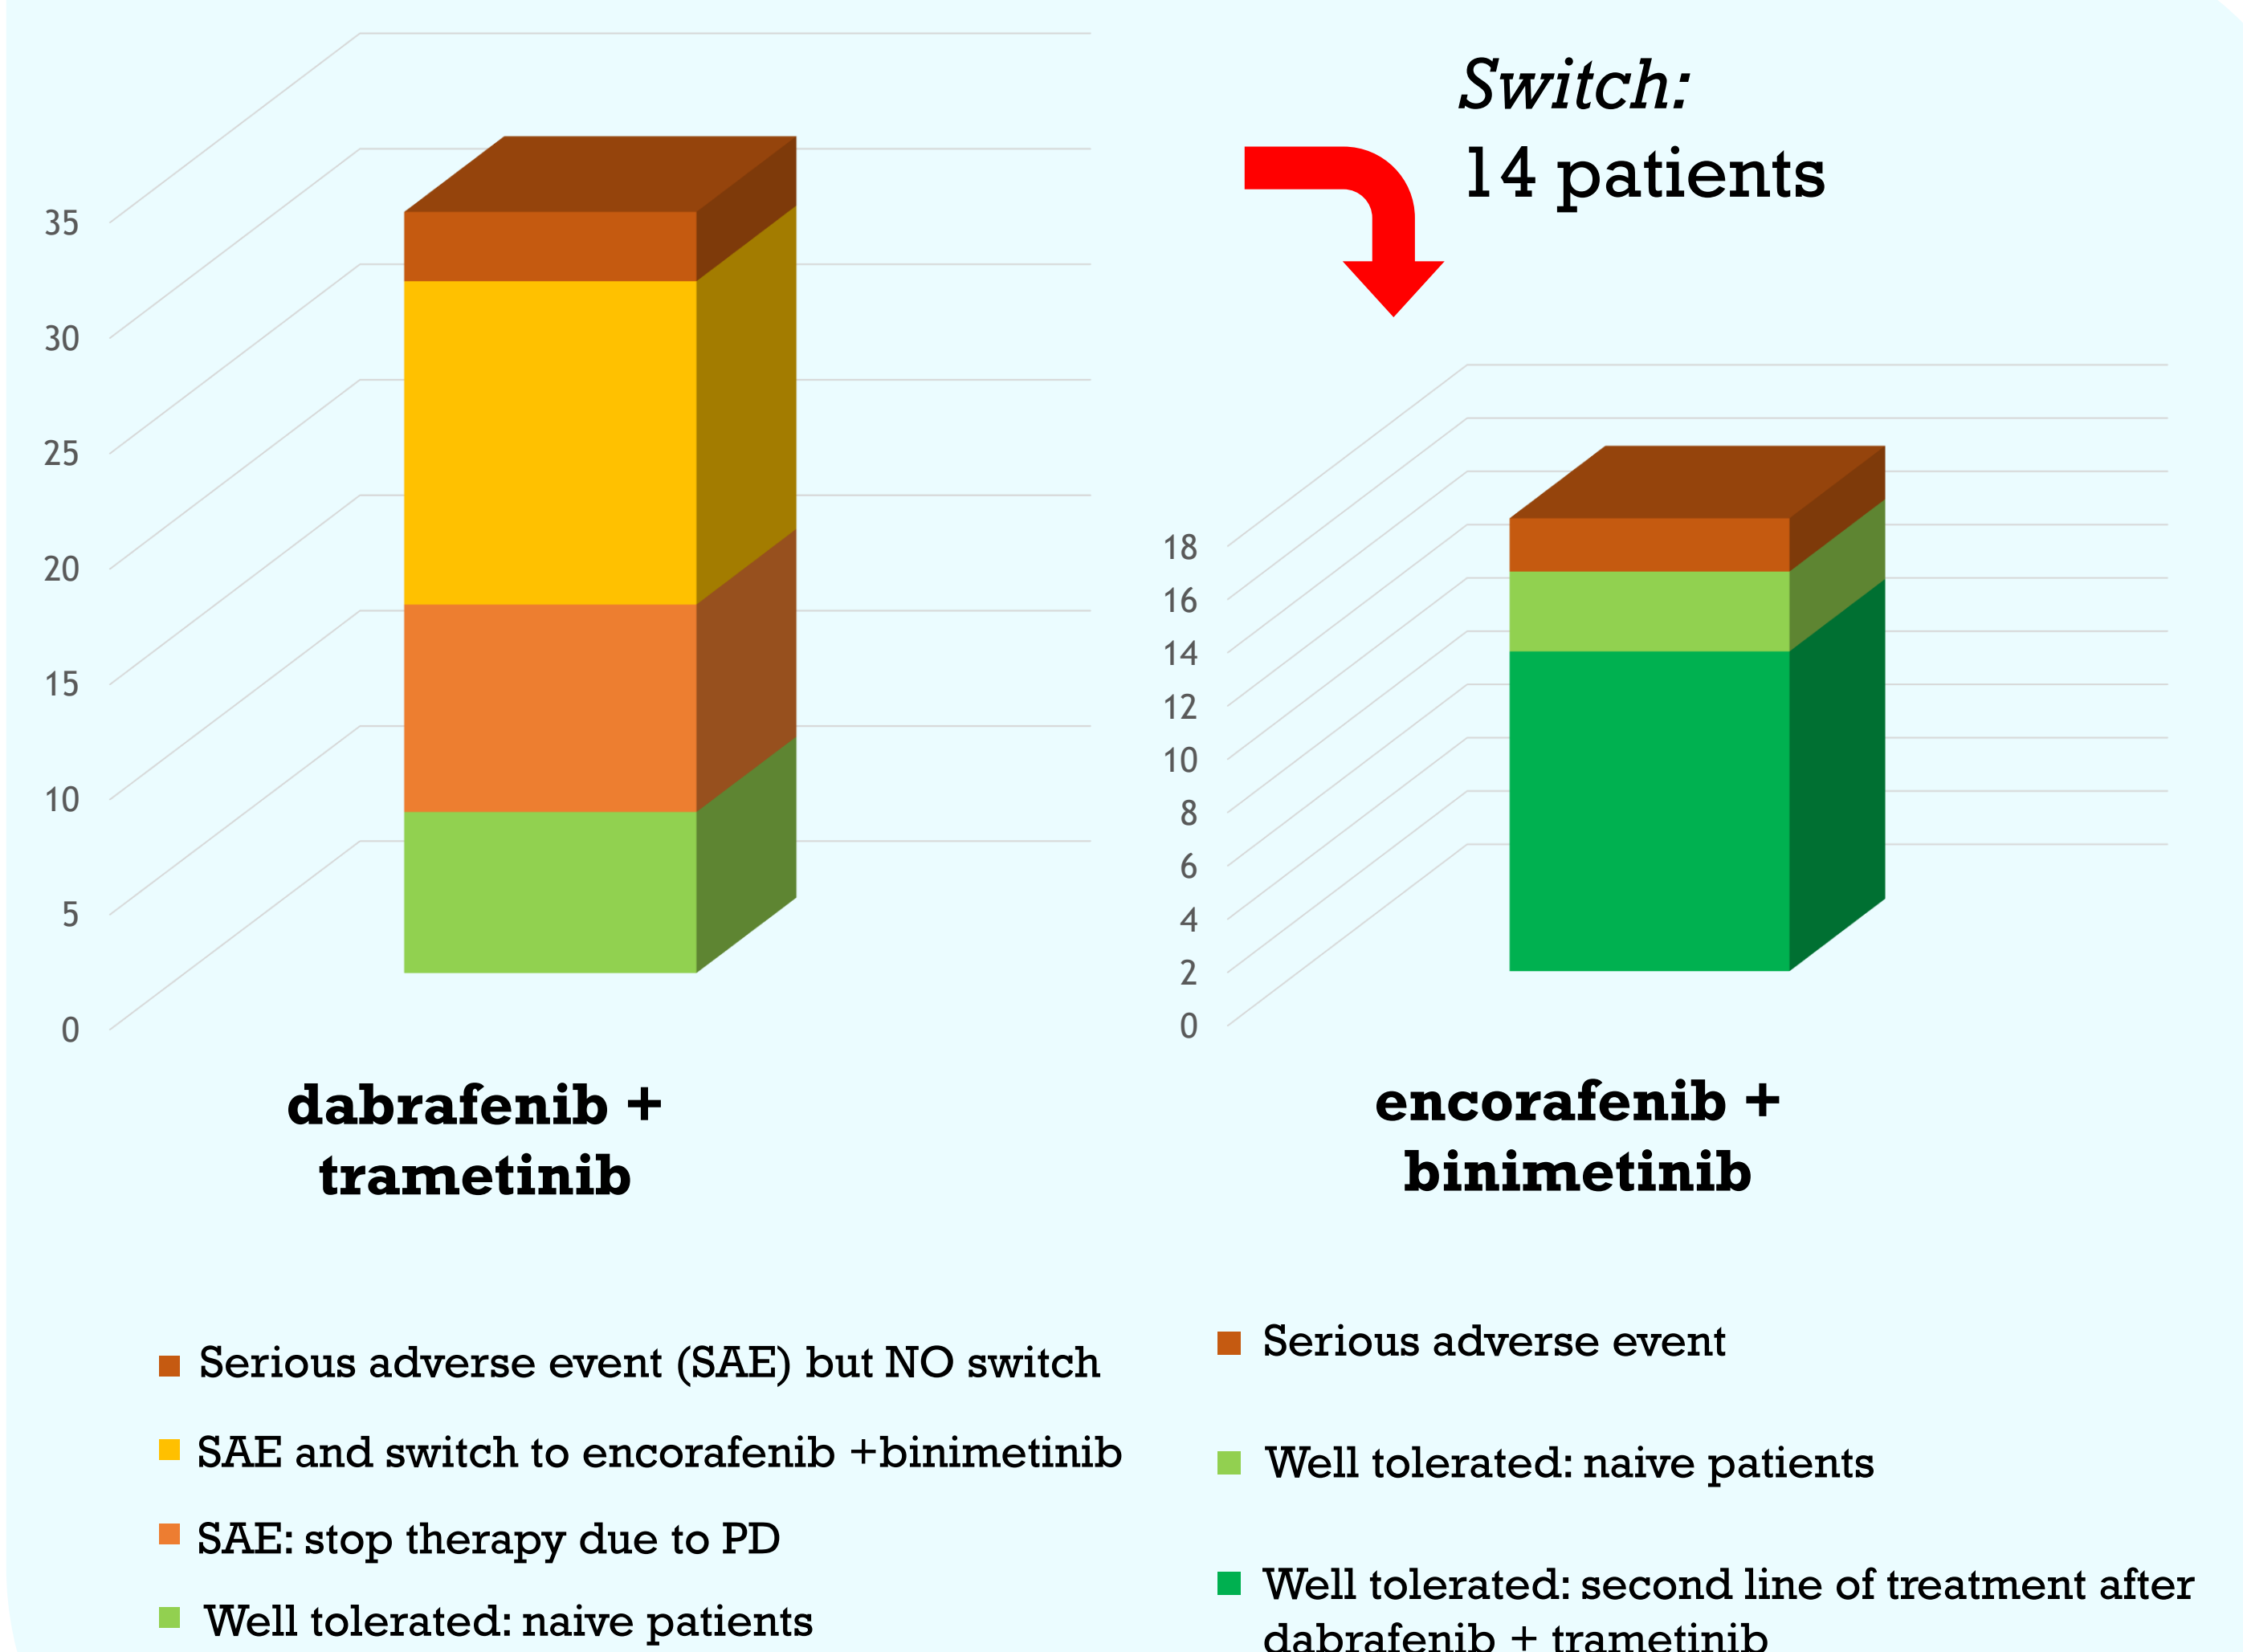 Switch:
14 patients
35
30
25
20
15
10
5
0
18
16
14
12
10
8
6
4
2
0
dabrafenib +
trametinib
encorafenib +
binimetinib
Serious adverse event (SAE) but NO switch
SAE and switch to encorafenib +binimetinib
SAE: stop therapy due to PD
Well tolerated: naive patients
Serious adverse event
Well tolerated: naive patients
Well tolerated: second line of treatment after
dabrafenib + trametinib